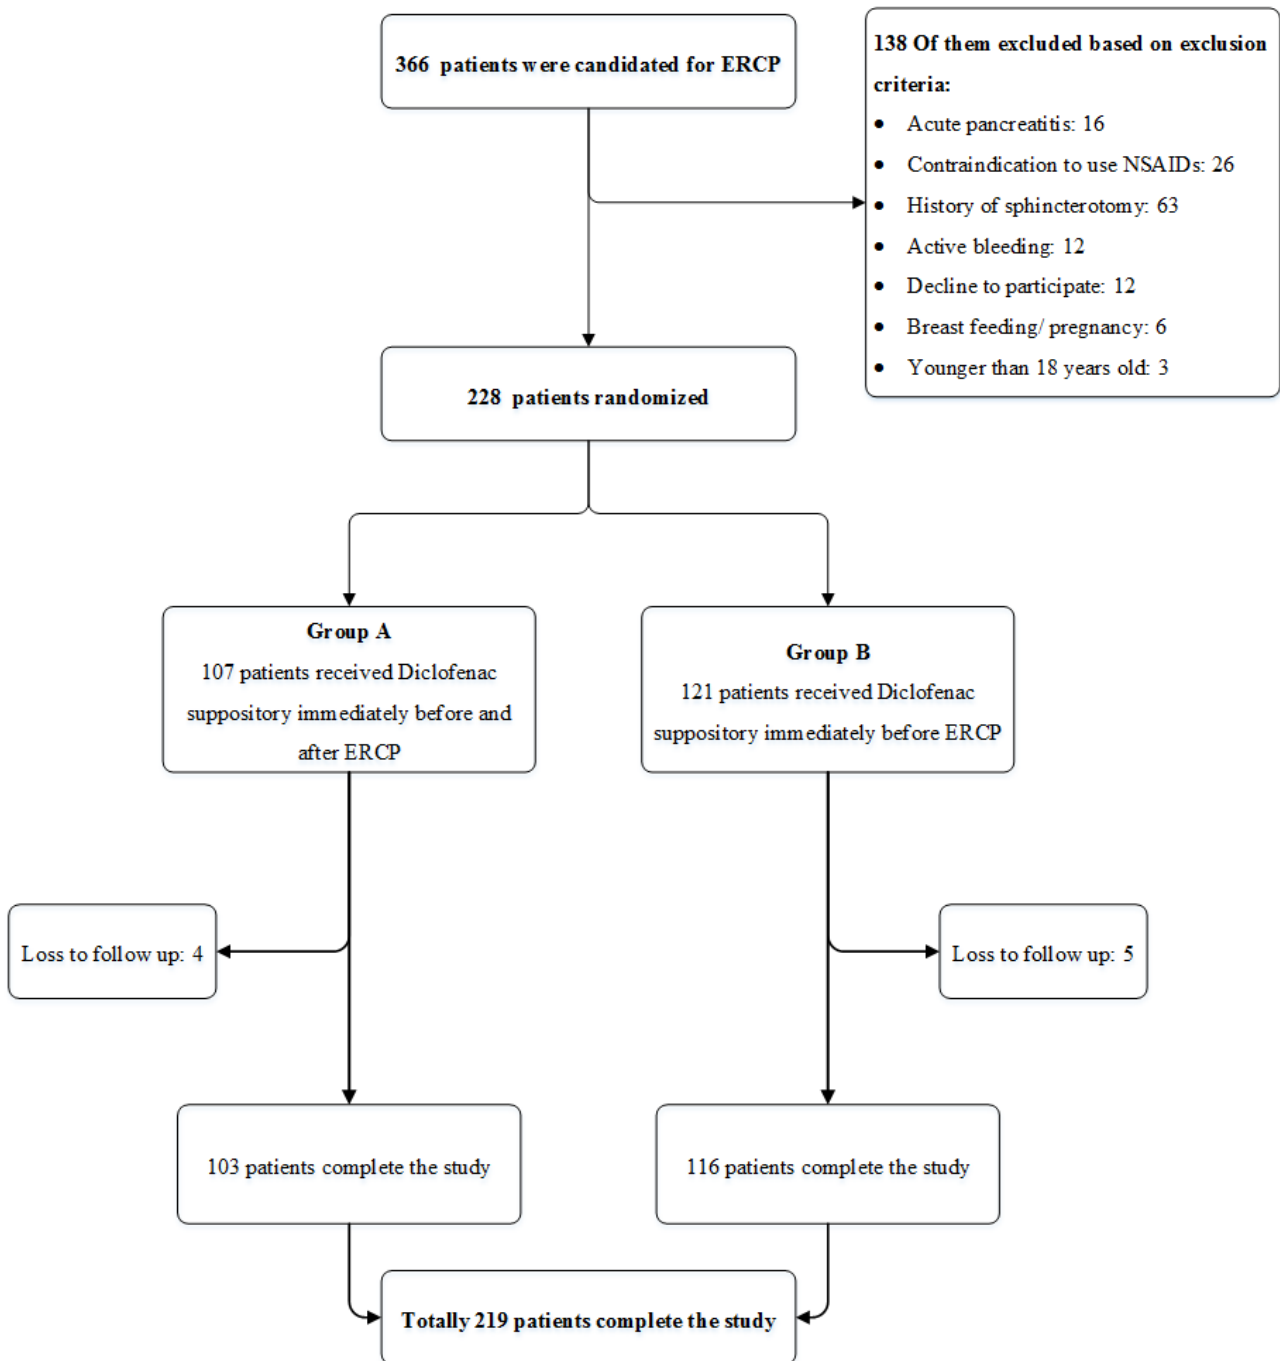 366 patients were candidated for ERCP
138 Of them excluded based on exclusion
criteria:
• Acute pancreatitis: 16
• Contraindication to use NSAIDs: 26
• History of sphincterotomy: 63
• Active bleeding: 12
• Decline to participate: 12
• Breast feeding/ pregnancy: 6
• Younger than 18 years old: 3
228 patients randomized
Group A
107 patients received Diclofenac
suppository immediately before and
after ERCP
Group B
121 patients received Diclofenac
suppository immediately before ERCP
Loss to follow up: 4
Loss to follow up: 5
103 patients complete the study
116 patients complete the study
Totally 219 patients complete the study